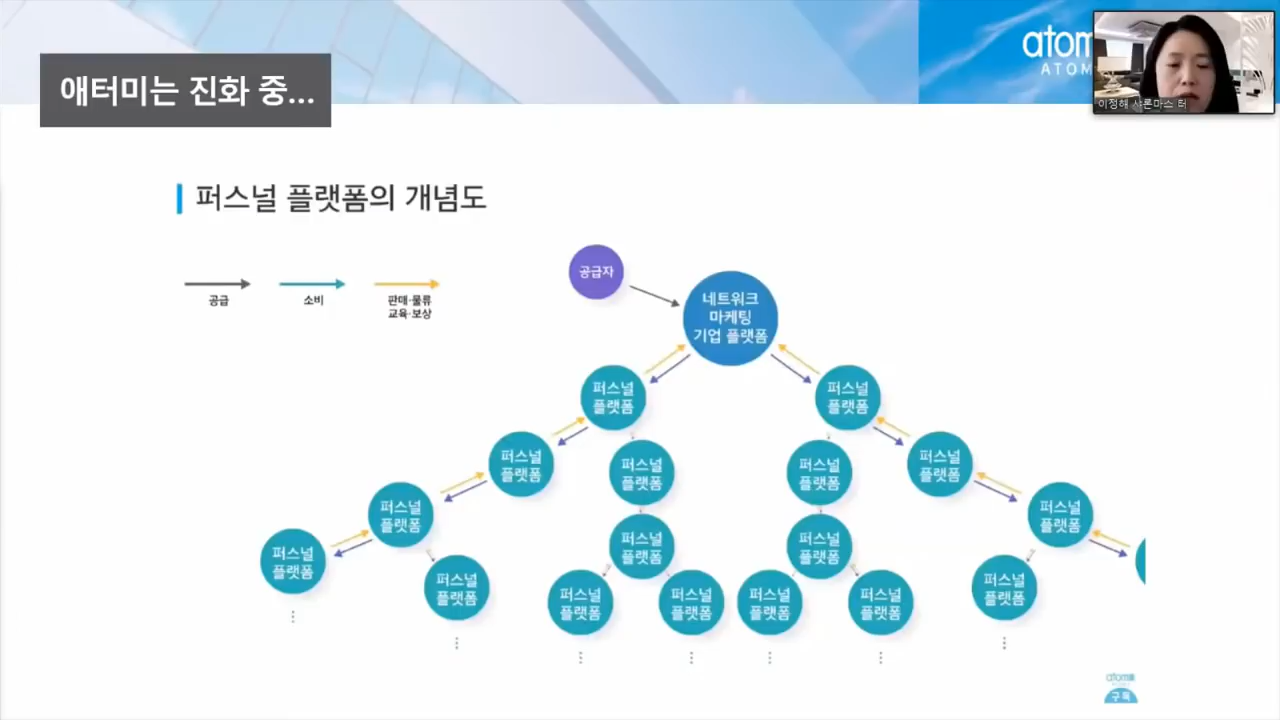 애터미는 진화 중...
atom
ATOM
이정해 샤론마스터
퍼스널 플랫폼의 개념도
공급
소비
판매·물류
교육·보상
공급자
네트워크
마케팅
기업 플랫폼
퍼스널
플랫폼
퍼스널
플랫폼
퍼스널
플랫폼
퍼스널
플랫폼
퍼스널
플랫폼
퍼스널
플랫폼
퍼스널
플랫폼
퍼스널
플랫폼
퍼스널
플랫폼
퍼스널
플랫폼
퍼스널
플랫폼
퍼스널
플랫폼
퍼스널
플랫폼
퍼스널
플랫폼
퍼스널
플랫폼
퍼스널
플랫폼
퍼스널
플랫폼
구독